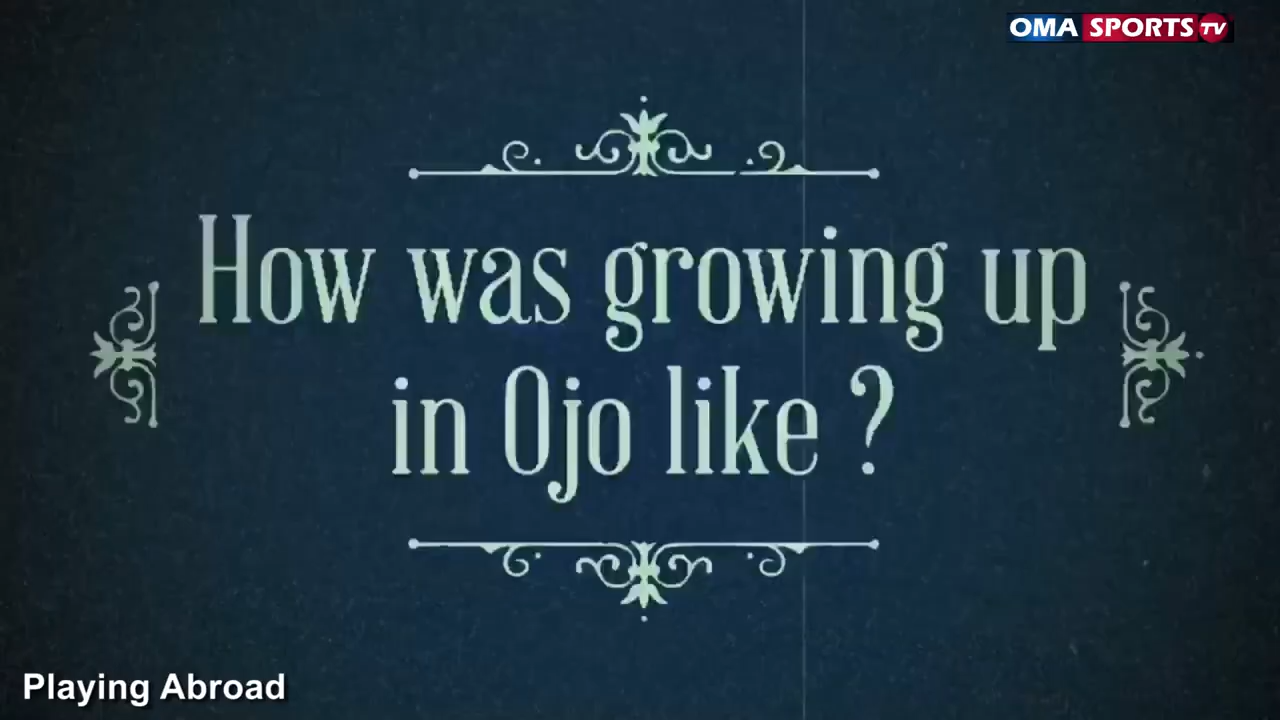 OMA SPORTS TV
How was growing up
in Ojo like ?
Playing Abroad